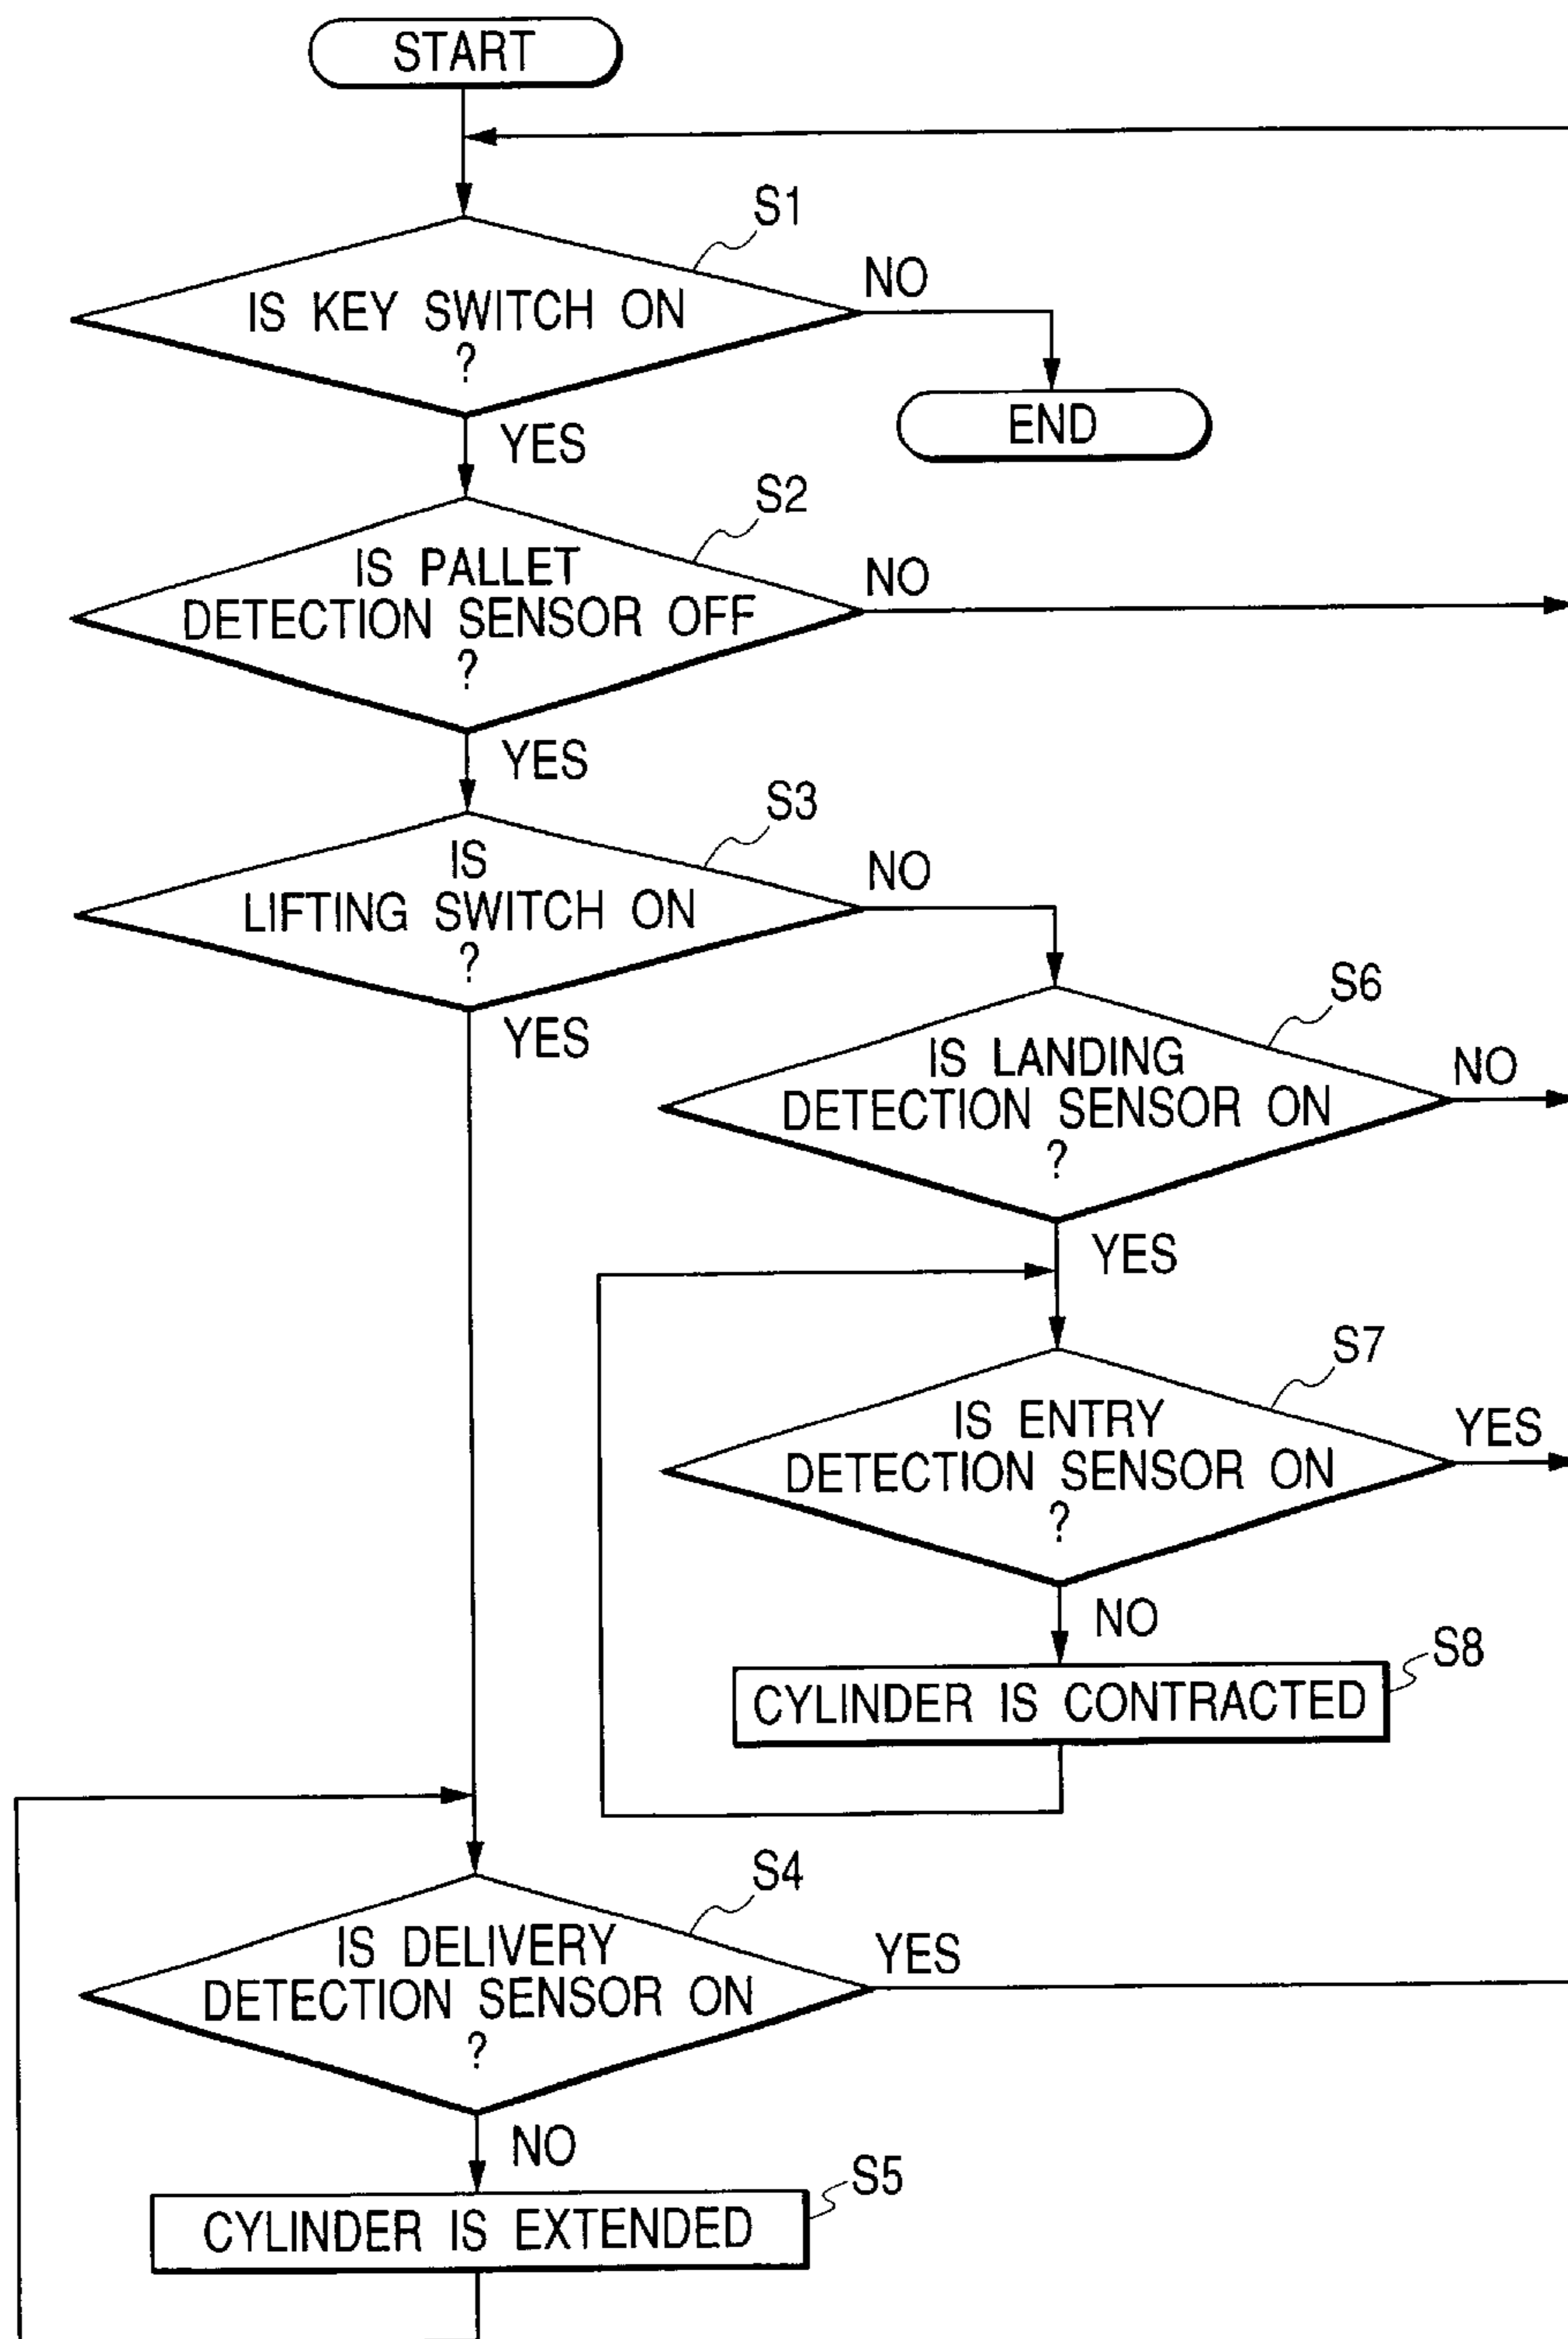 START
S1
IS KEY SWITCH ON
?
NO
END
YES
S2
IS PALLET
DETECTION SENSOR OFF
?
NO
YES
S3
IS
LIFTING SWITCH ON
?
NO
YES
S6
IS LANDING
DETECTION SENSOR ON
?
NO
YES
S7
IS ENTRY
DETECTION SENSOR ON
?
YES
NO
S8
CYLINDER IS CONTRACTED
S4
IS DELIVERY
DETECTION SENSOR ON
?
YES
NO
S5
CYLINDER IS EXTENDED